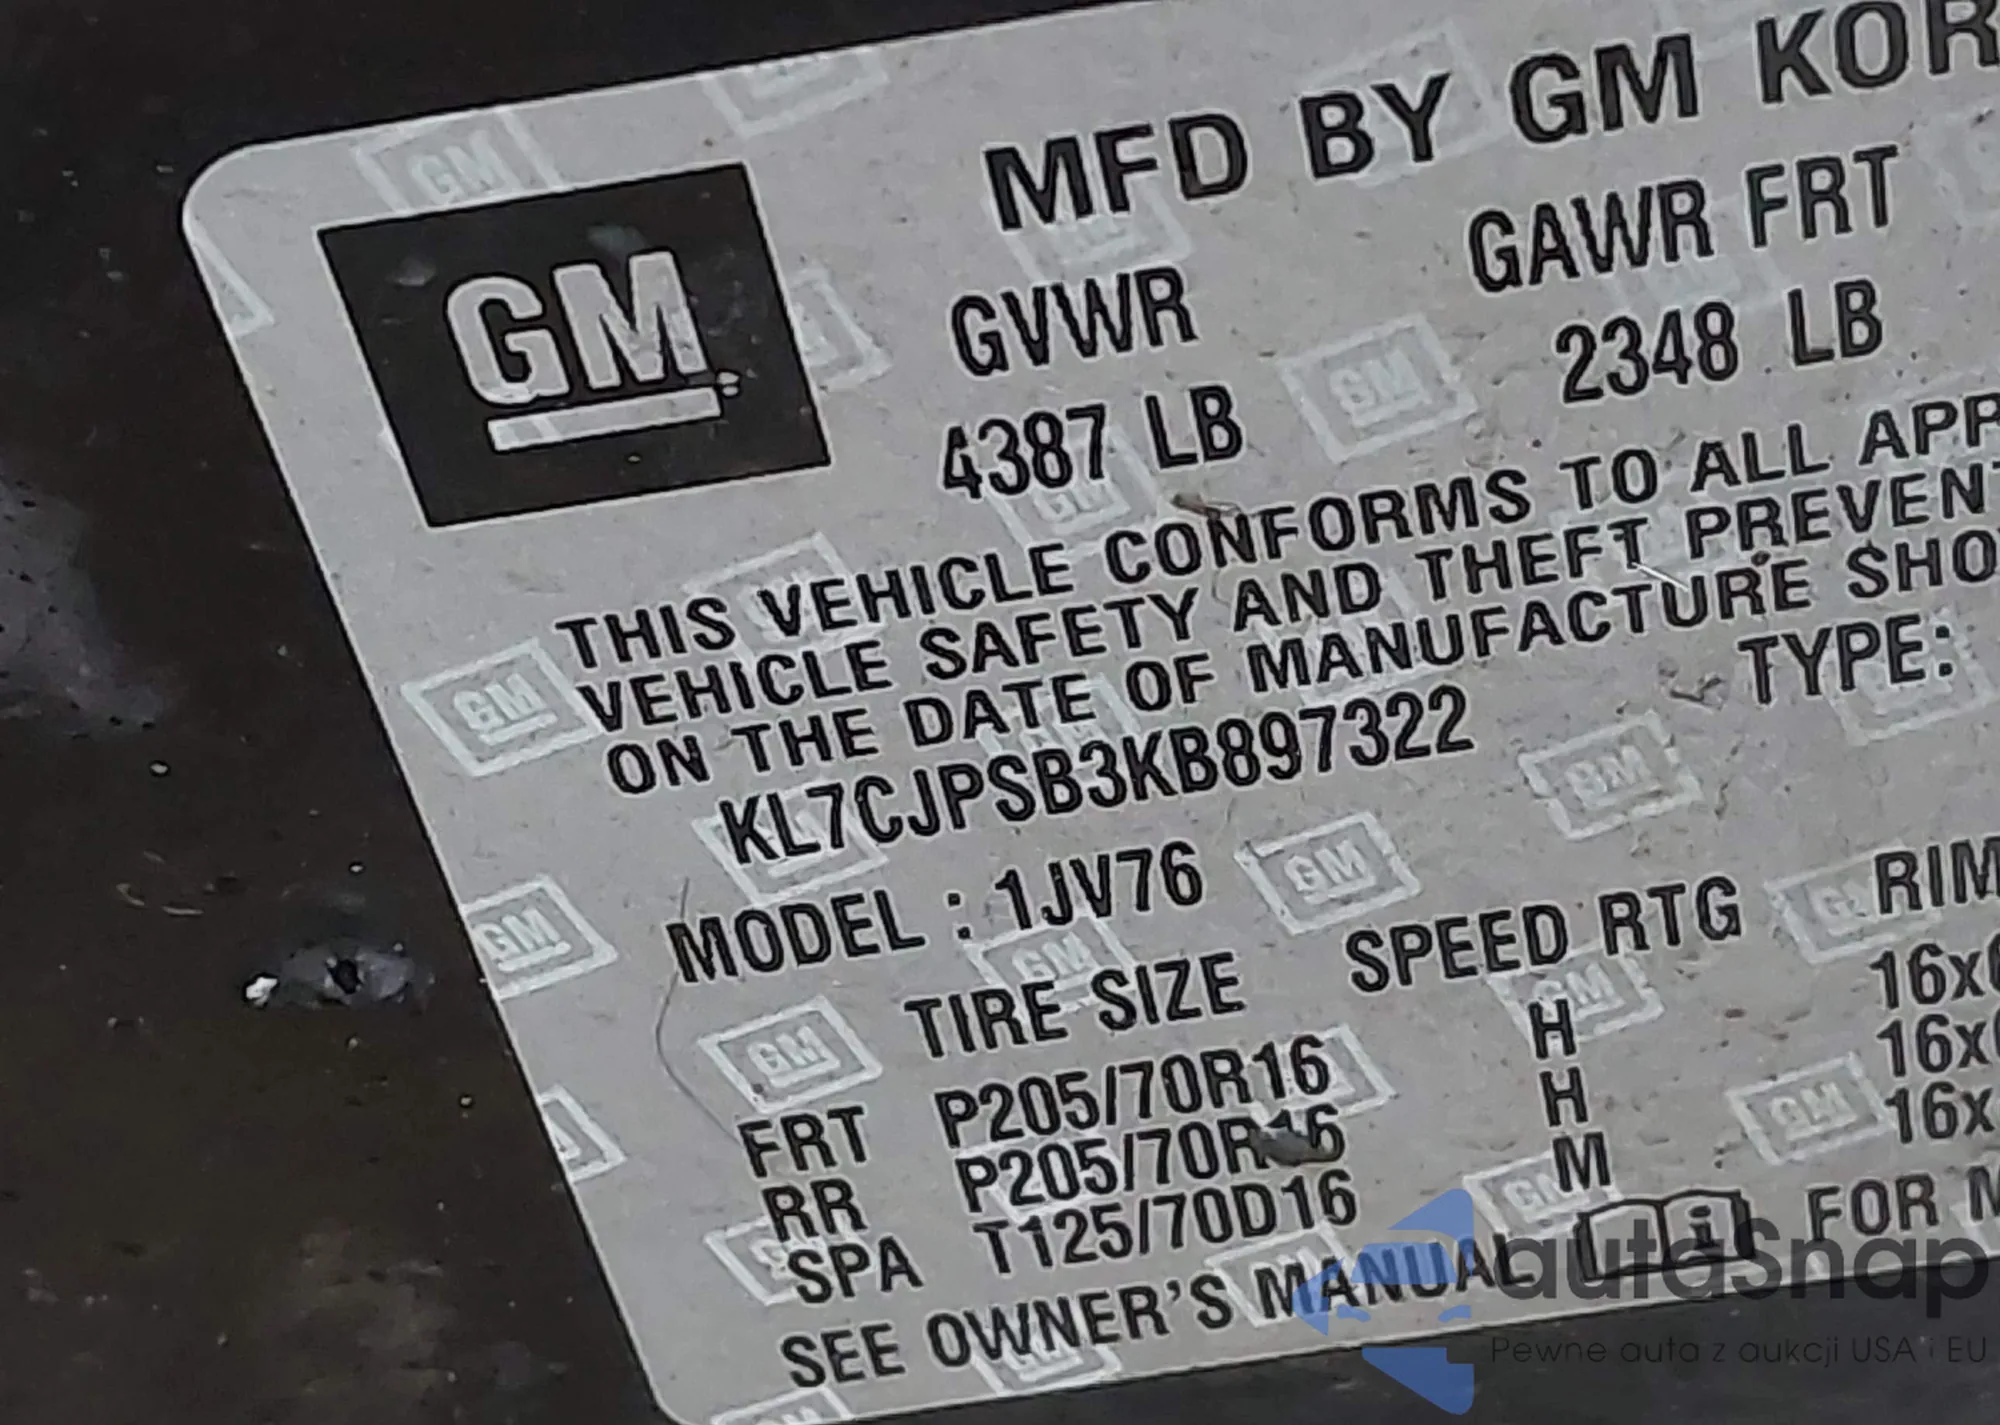 GM
MFD BY GM KOR
GVWR GAWR FRT
4387 LB 2348 LB
THIS VEHICLE CONFORMS TO ALL APP
VEHICLE SAFETY AND THEFT PREVENT
ON THE DATE OF MANUFACTURE SHO
KL7CJPSB3KB897322 TYPE:
MODEL : 1JV76
TIRE SIZE SPEED RTG RIM
FRT P205/70R16 H 16x
RR P205/70R16 H 16x
SPA T125/70D16 M 16x
SEE OWNER'S MANUAL i FOR M
autoSnap
Pewne auta z aukcji USA i EU